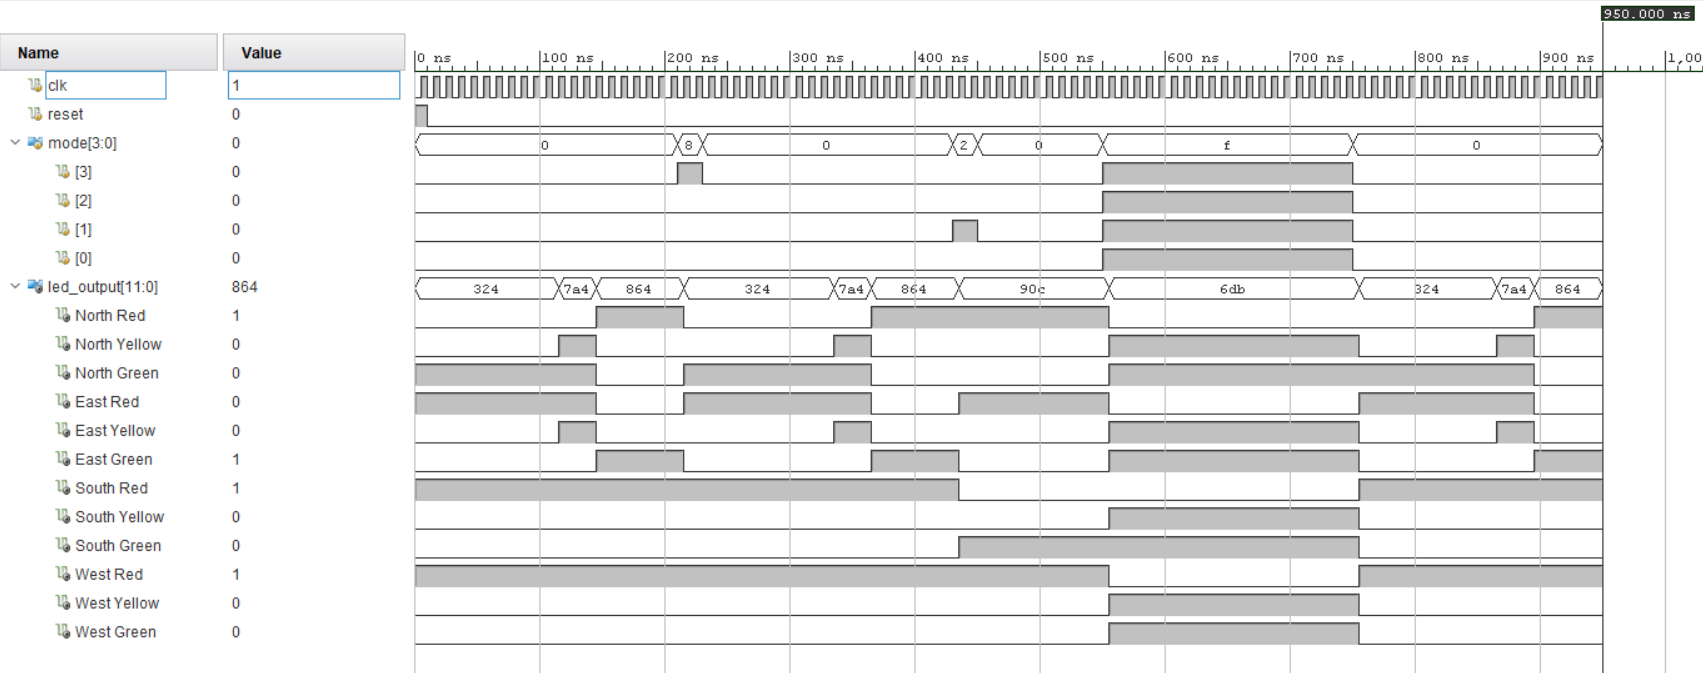 950.000 ns
Name Value
0 ns 100 ns 200 ns 300 ns 400 ns 500 ns 600 ns 700 ns 800 ns 900 ns 1,00
clk 1
reset 0
mode[3:0] 0 0 8 0 2 0 f 0
[3] 0
[2] 0
[1] 0
[0] 0
led_output[11:0] 864 324 7a4 864 324 7a4 864 90c 6db 324 7a4 864
North Red 1
North Yellow 0
North Green 0
East Red 0
East Yellow 0
East Green 1
South Red 1
South Yellow 0
South Green 0
West Red 1
West Yellow 0
West Green 0